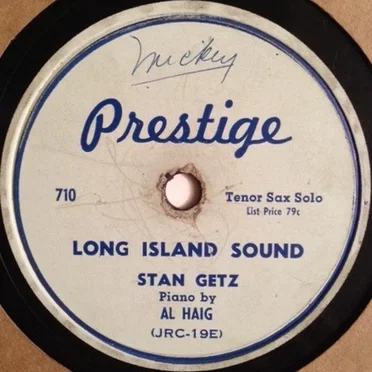 Mickey
Prestige
710
Tenor Sax Solo
List Price 79c
LONG ISLAND SOUND
STAN GETZ
Piano by
AL HAIG
(JRC-19E)